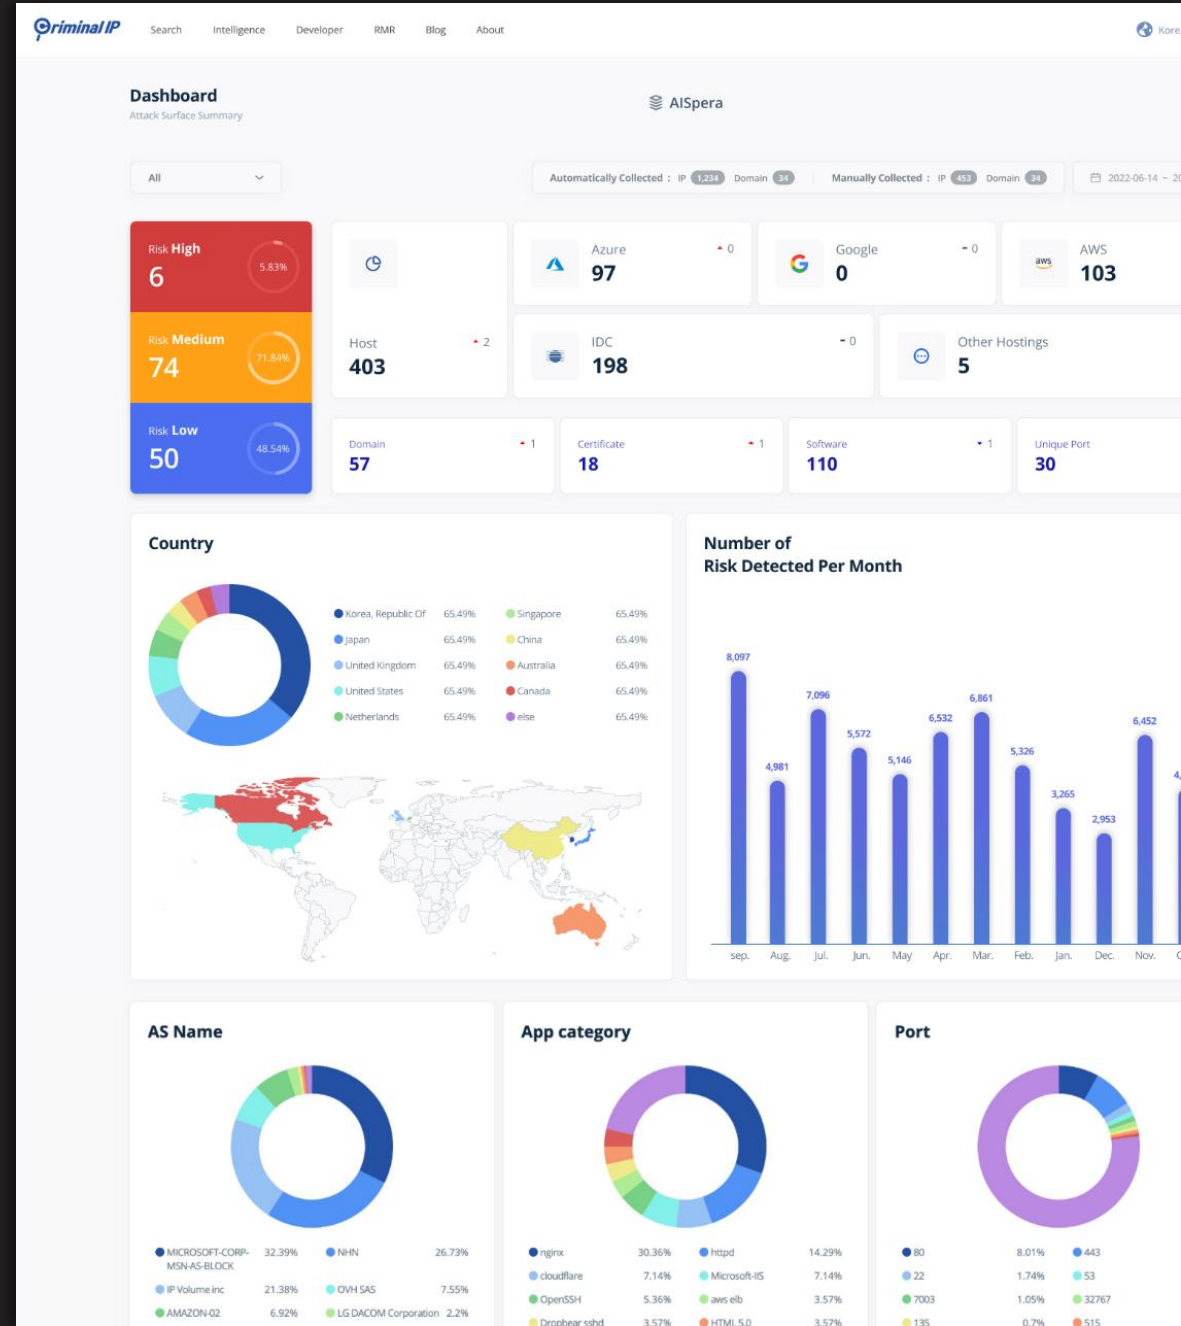 Criminal IP Search Intelligence Developer RMR Blog About
Dashboard
Attack Surface Summary
AISpera
All
Automatically Collected : IP 1,234 Domain 34 Manually Collected : IP 453 Domain 34 2022-06-14 ~ 20
Risk High
6
5.83%
Risk Medium
74
71.84%
Risk Low
50
48.54%
Host
403
2
Azure
97
0
Google
0
0
aws
AWS
103
IDC
198
0
Other Hostings
5
Domain
57
1
Certificate
18
1
Software
110
1
Unique Port
30
Country
Korea, Republic Of 65.49% Singapore 65.49%
Japan 65.49% China 65.49%
United Kingdom 65.49% Australia 65.49%
United States 65.49% Canada 65.49%
Netherlands 65.49% else 65.49%
Number of
Risk Detected Per Month
8,097 4,981 7,096 5,572 5,146 6,532 6,861 5,326 3,265 2,953 6,452
sep. Aug. Jul. Jun. May Apr. Mar. Feb. Jan. Dec. Nov.
AS Name
MICROSOFT-CORP- 32.39% NHN 26.73%
MSN-AS-BLOCK
IP Volume inc 21.38% OVH SAS 7.55%
AMAZON-02 6.92% LG DACOM Corporation 2.2%
App category
nginx 30.36% httpd 14.29%
cloudflare 7.14% Microsoft-IIS 7.14%
OpenSSH 5.36% aws elb 3.57%
Dropbear sshd 3.57% HTML 5.0 3.57%
Port
80 8.01% 443
22 1.74% 53
7003 1.05% 32767
135 0.7% 515